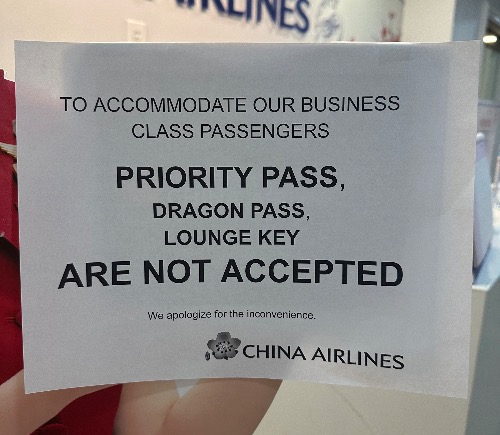 AIRLINES
TO ACCOMMODATE OUR BUSINESS
CLASS PASSENGERS
PRIORITY PASS,
DRAGON PASS,
LOUNGE KEY
ARE NOT ACCEPTED
We apologize for the inconvenience.
CHINA AIRLINES